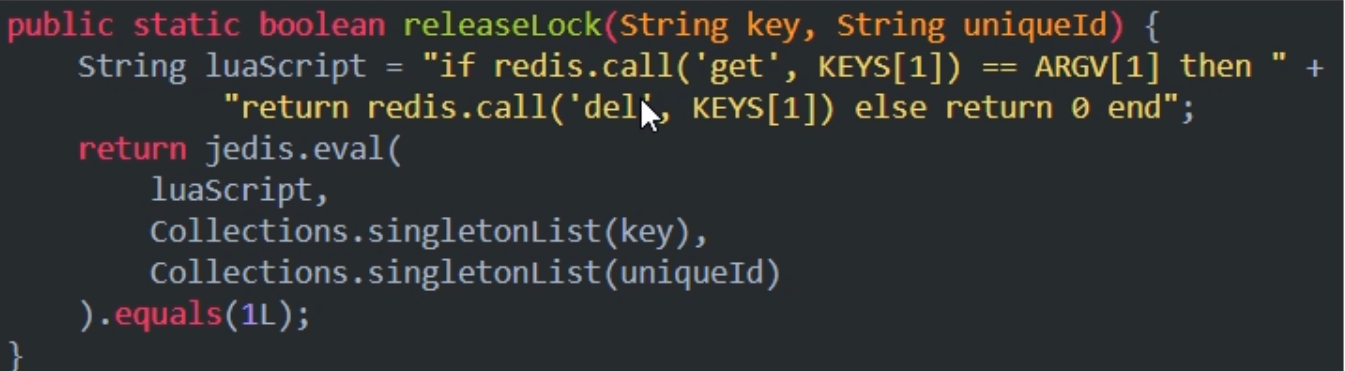 public static boolean releaseLock(String key, String uniqueId) {
    String luaScript = "if redis.call('get', KEYS[1]) == ARGV[1] then " +
            "return redis.call('del', KEYS[1]) else return 0 end";
    return jedis.eval(
        luaScript,
        Collections.singletonList(key),
        Collections.singletonList(uniqueId)
    ).equals(1L);
}